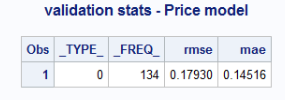 validation stats - Price model
Obs _TYPE_ _FREQ_ rmse mae
1 0 134 0.17930 0.14516